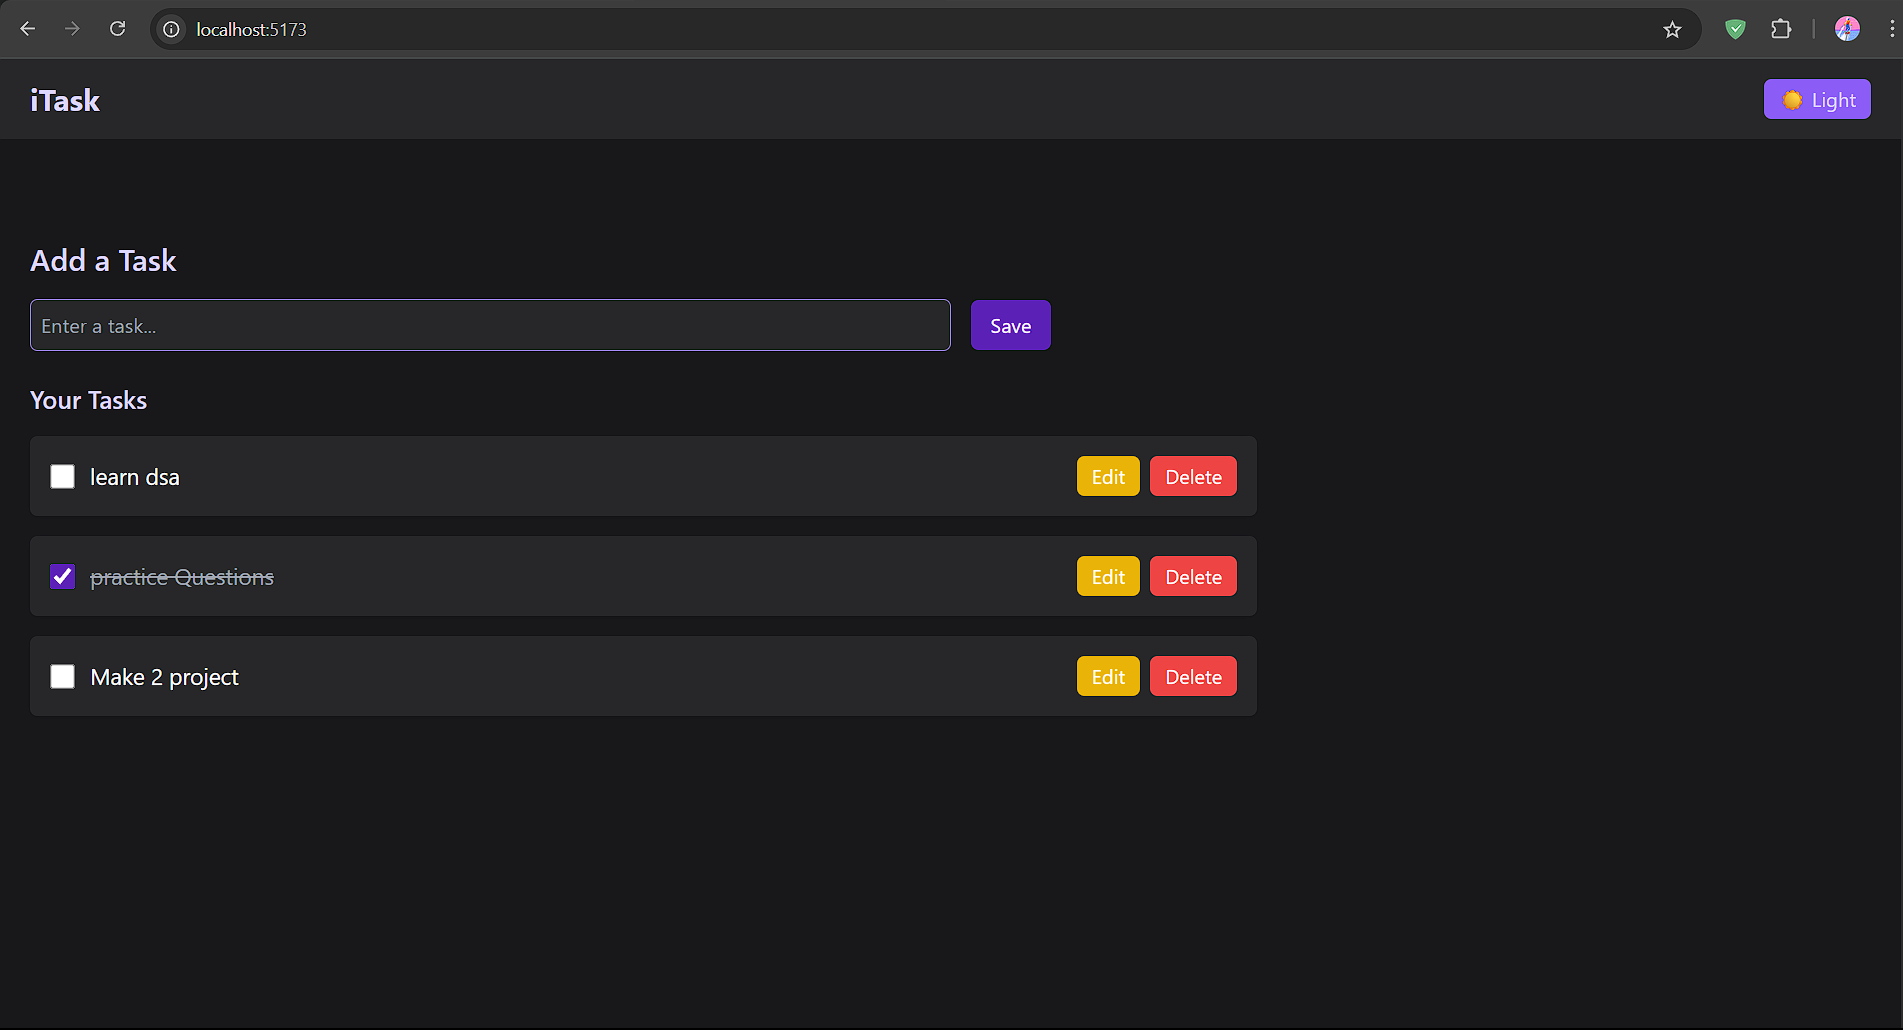 localhost:5173
iTask
Light
Add a Task
Enter a task...
Save
Your Tasks
learn dsa
Edit
Delete
practice Questions
Edit
Delete
Make 2 project
Edit
Delete